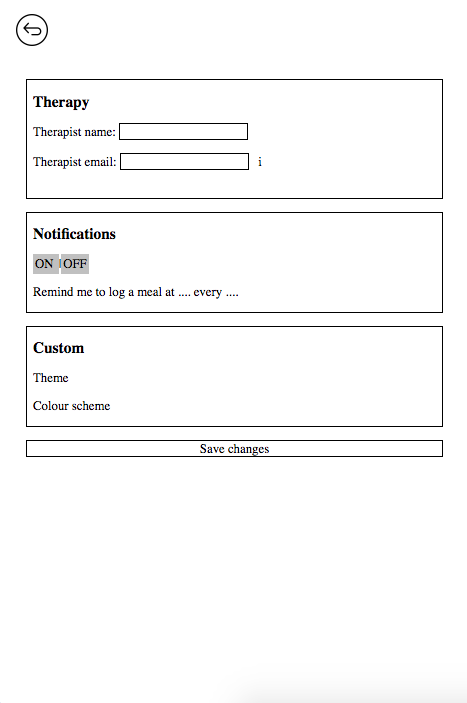 Therapy
Therapist name:
Therapist email: i
Notifications
ON OFF
Remind me to log a meal at .... every ....
Custom
Theme
Colour scheme
Save changes